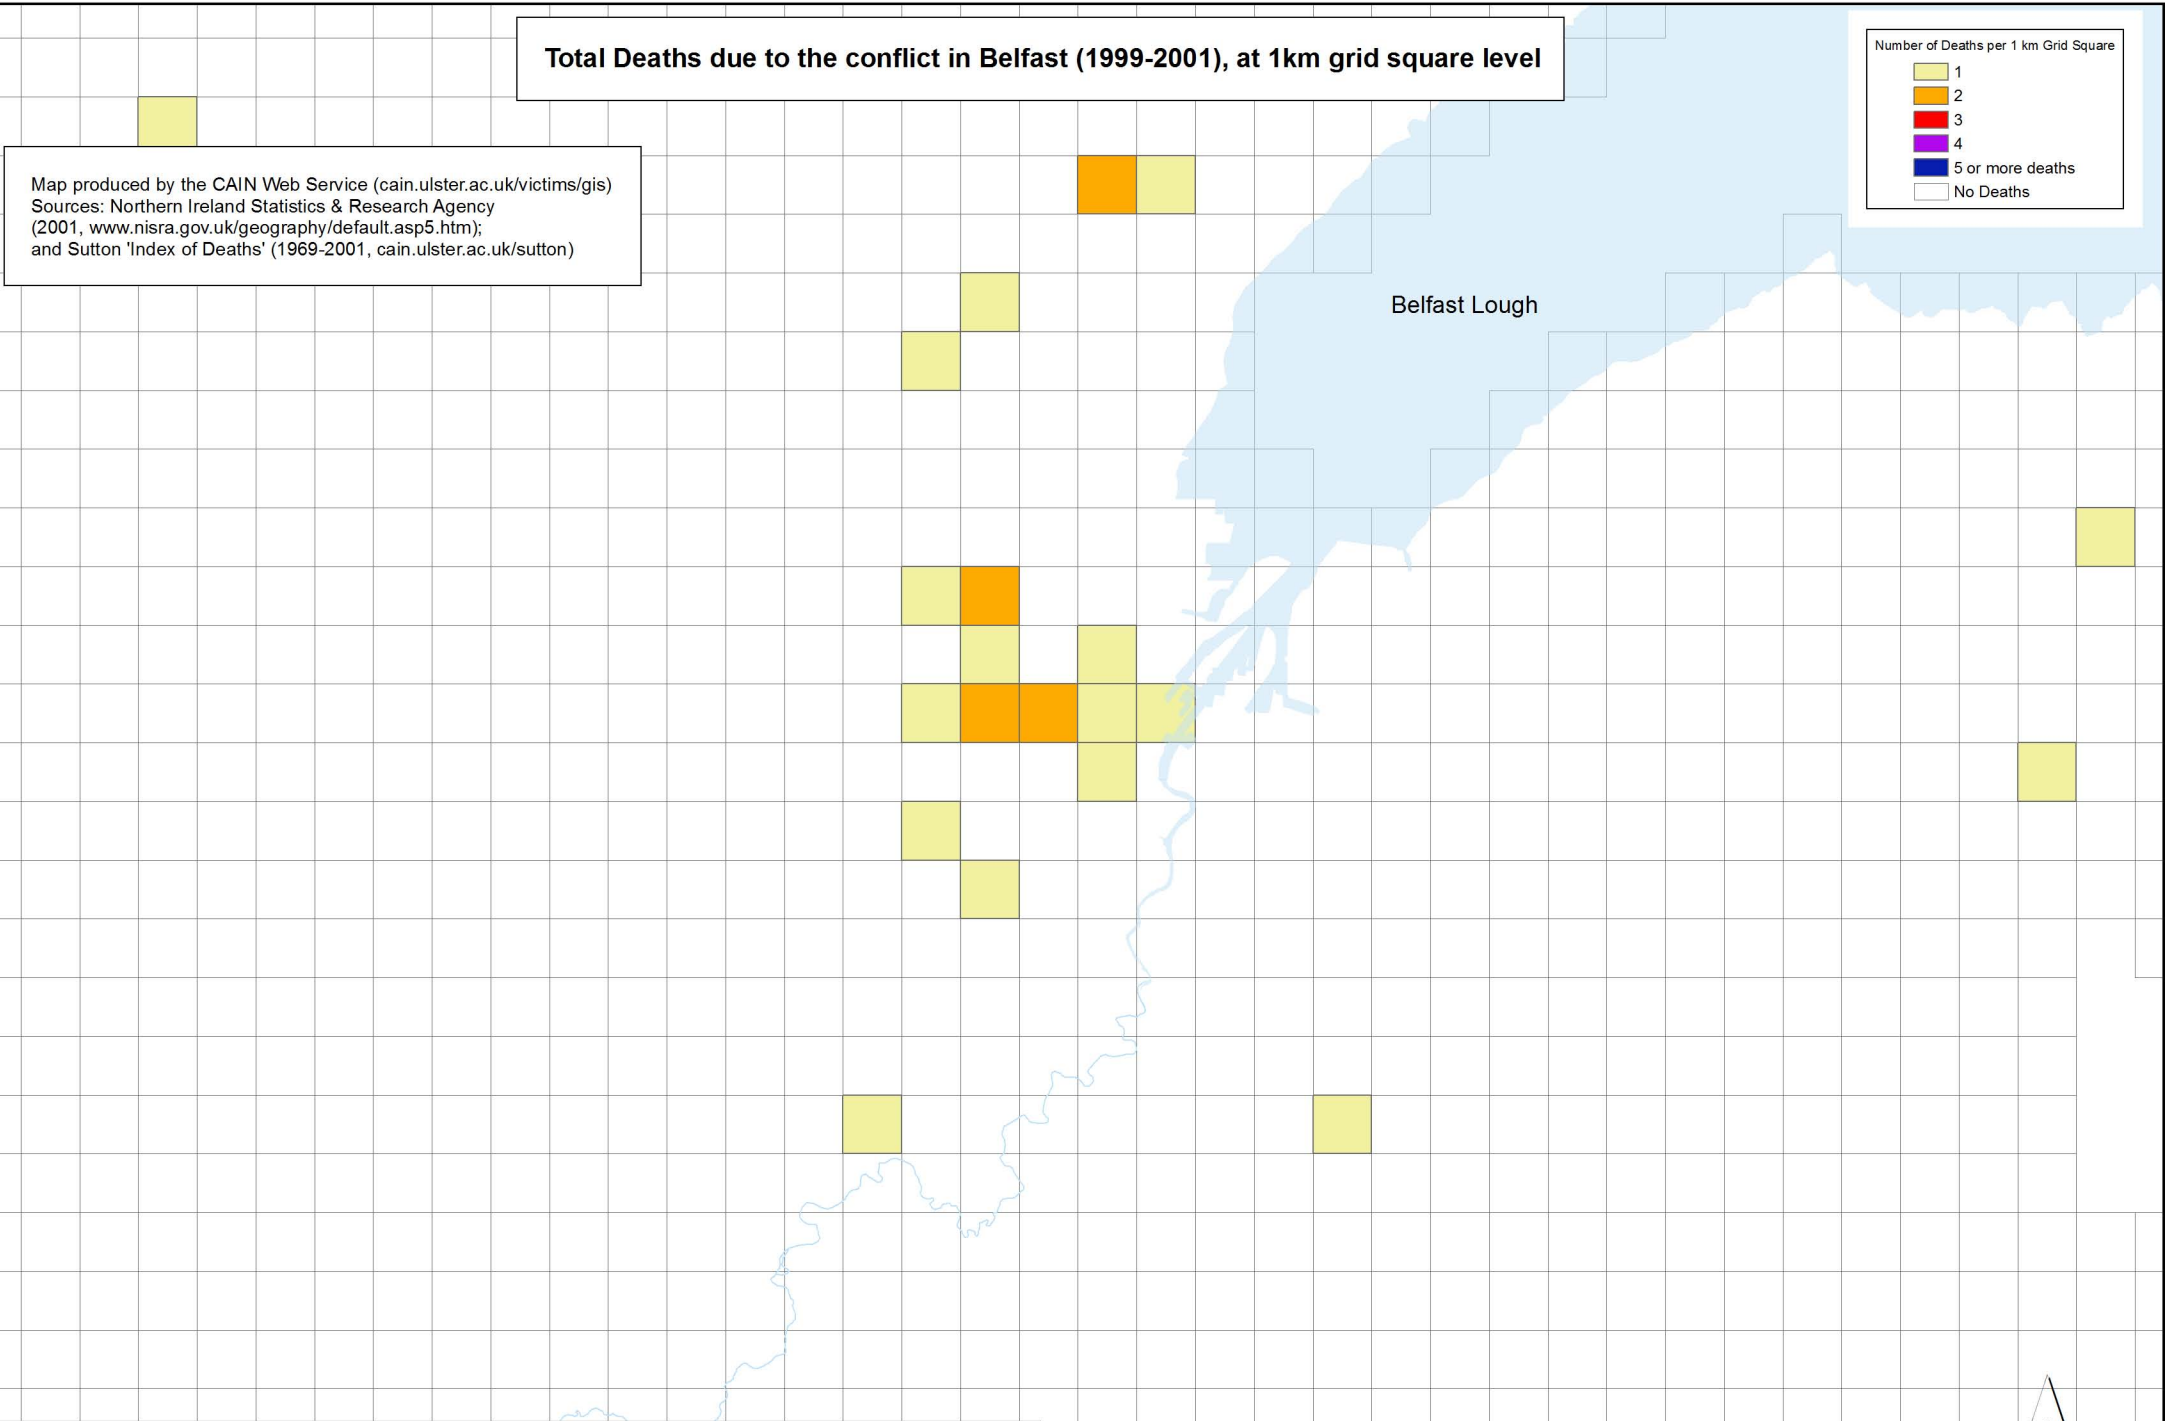 Total Deaths due to the conflict in Belfast (1999-2001), at 1km grid square level
Number of Deaths per 1 km Grid Square
1
2
3
4
5 or more deaths
No Deaths
Map produced by the CAIN Web Service (cain.ulster.ac.uk/victims/gis)
Sources: Northern Ireland Statistics & Research Agency
(2001, www.nisra.gov.uk/geography/default.asp5.htm);
and Sutton 'Index of Deaths' (1969-2001, cain.ulster.ac.uk/sutton)
Belfast Lough